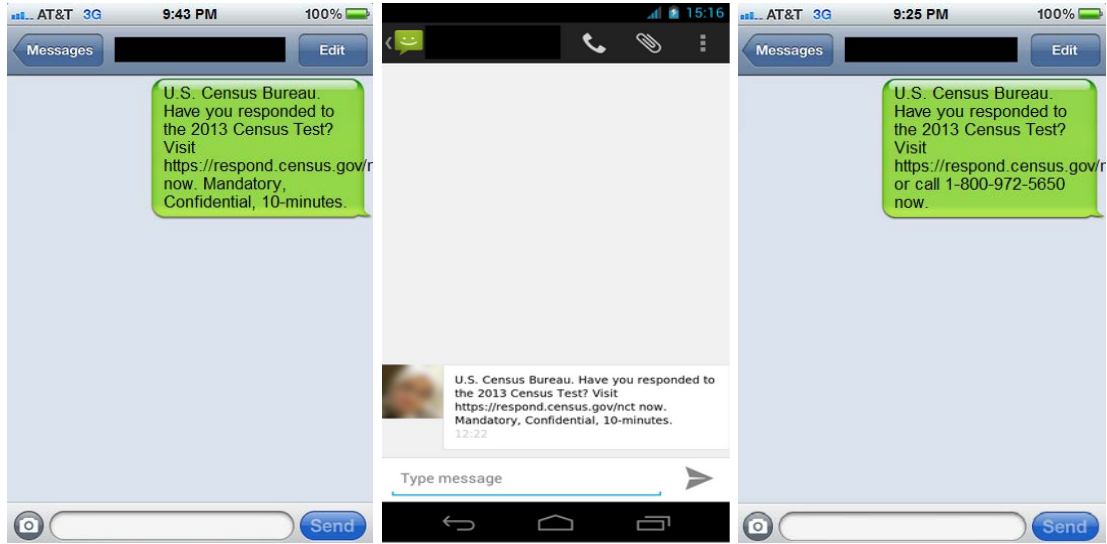 AT&T 3G 9:43 PM 100%
Messages Edit
U.S. Census Bureau.
Have you responded to
the 2013 Census Test?
Visit
https://respond.census.gov/n
now. Mandatory,
Confidential, 10-minutes.
Send
15:16
U.S. Census Bureau. Have you responded to
the 2013 Census Test? Visit
https://respond.census.gov/nct now.
Mandatory, Confidential, 10-minutes.
12:22
Type message
AT&T 3G 9:25 PM 100%
Messages Edit
U.S. Census Bureau.
Have you responded to
the 2013 Census Test?
Visit
https://respond.census.gov/n
or call 1-800-972-5650
now.
Send